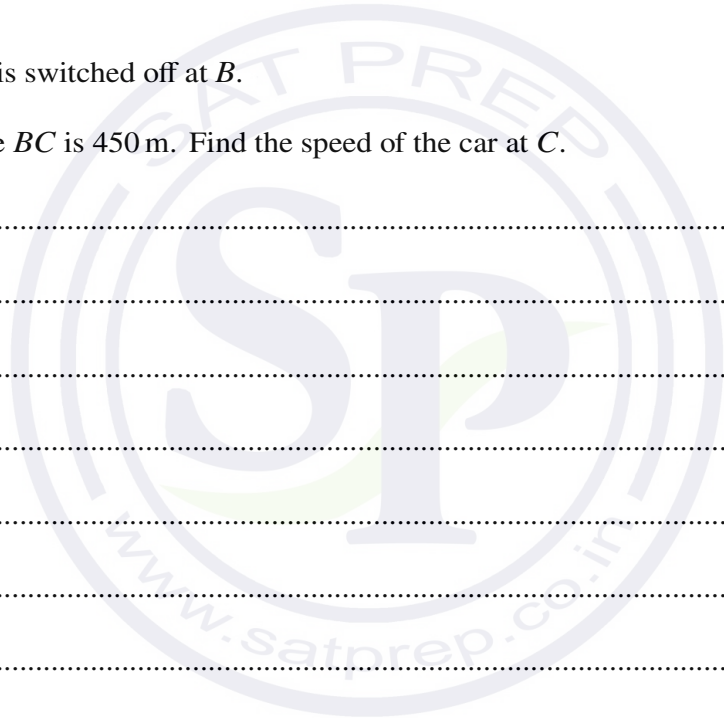 is switched off at B.
e BC is 450 m. Find the speed of the car at C.
SAT PREP
SP
www.satprep.co.in